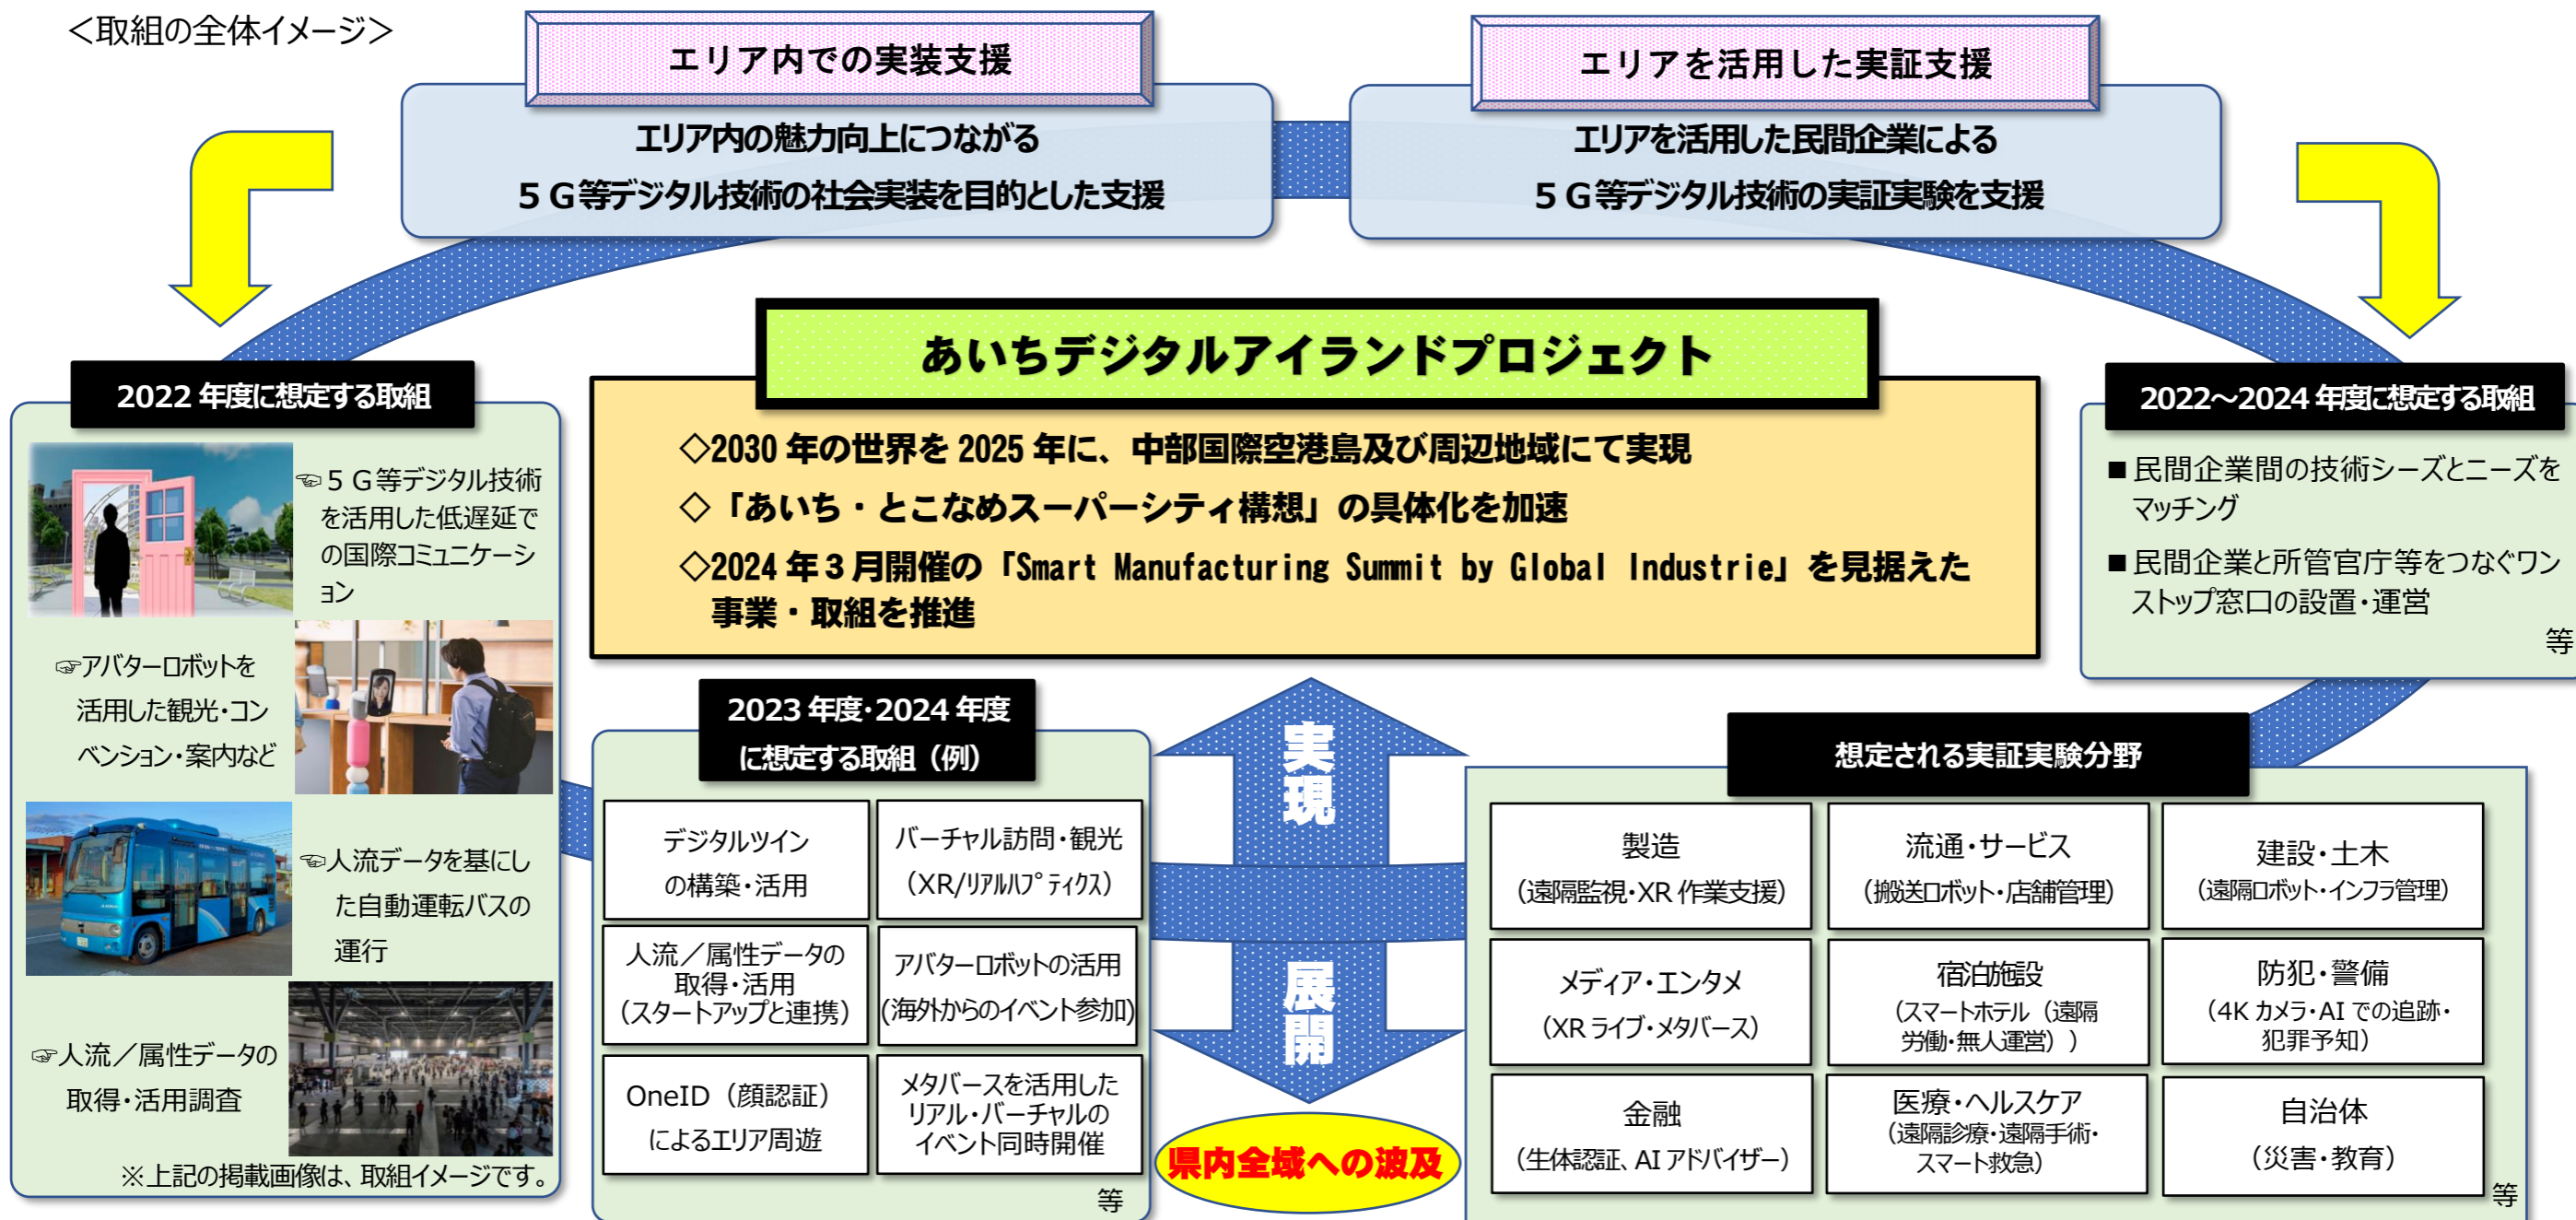 ＜取組の全体イメージ＞
エリア内での実装支援
エリア内の魅力向上につながる
５Ｇ等デジタル技術の社会実装を目的とした支援
エリアを活用した実証支援
エリアを活用した民間企業による
５Ｇ等デジタル技術の実証実験を支援
あいちデジタルアイランドプロジェクト
◇2030 年の世界を 2025 年に、中部国際空港島及び周辺地域にて実現
◇「あいち・とこなめスーパーシティ構想」の具体化を加速
◇2024 年３月開催の「Smart Manufacturing Summit by Global Industrie」を見据えた
事業・取組を推進
2022 年度に想定する取組
☜５Ｇ等デジタル技術
を活用した低遅延で
の国際コミュニケーシ
ョン
☞アバターロボットを
活用した観光・コン
ベンション・案内など
☜人流データを基にし
た自動運転バスの
運行
☞人流／属性データの
取得・活用調査
※上記の掲載画像は、取組イメージです。
2023 年度・2024 年度
に想定する取組（例）
デジタルツイン
の構築・活用
バーチャル訪問・観光
（XR/ﾘｱﾙﾊﾌﾟﾃｨｸｽ）
人流／属性データの
取得・活用
（スタートアップと連携）
アバターロボットの活用
(海外からのイベント参加)
OneID（顔認証）
によるエリア周遊
メタバースを活用した
リアル・バーチャルの
イベント同時開催
等
実現
展開
県内全域への波及
2022～2024 年度に想定する取組
■民間企業間の技術シーズとニーズを
マッチング
■民間企業と所管官庁等をつなぐワン
ストップ窓口の設置・運営
等
想定される実証実験分野
製造
（遠隔監視・XR 作業支援）
流通・サービス
（搬送ロボット・店舗管理）
建設・土木
（遠隔ロボット・インフラ管理）
メディア・エンタメ
（XR ライブ・メタバース）
宿泊施設
（スマートホテル（遠隔
労働・無人運営））
防犯・警備
（4K カメラ・AI での追跡・
犯罪予知）
金融
（生体認証、AI アドバイザー）
医療・ヘルスケア
（遠隔診療・遠隔手術・
スマート救急）
自治体
（災害・教育）
等